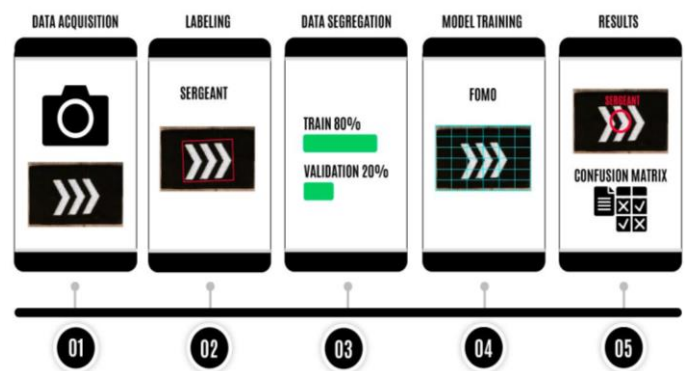 DATA ACQUISITION
LABELING
DATA SEGREGATION
MODEL TRAINING
RESULTS
SERGEANT
TRAIN 80%
VALIDATION 20%
FOMO
SERGEANT
CONFUSION MATRIX
01
02
03
04
05